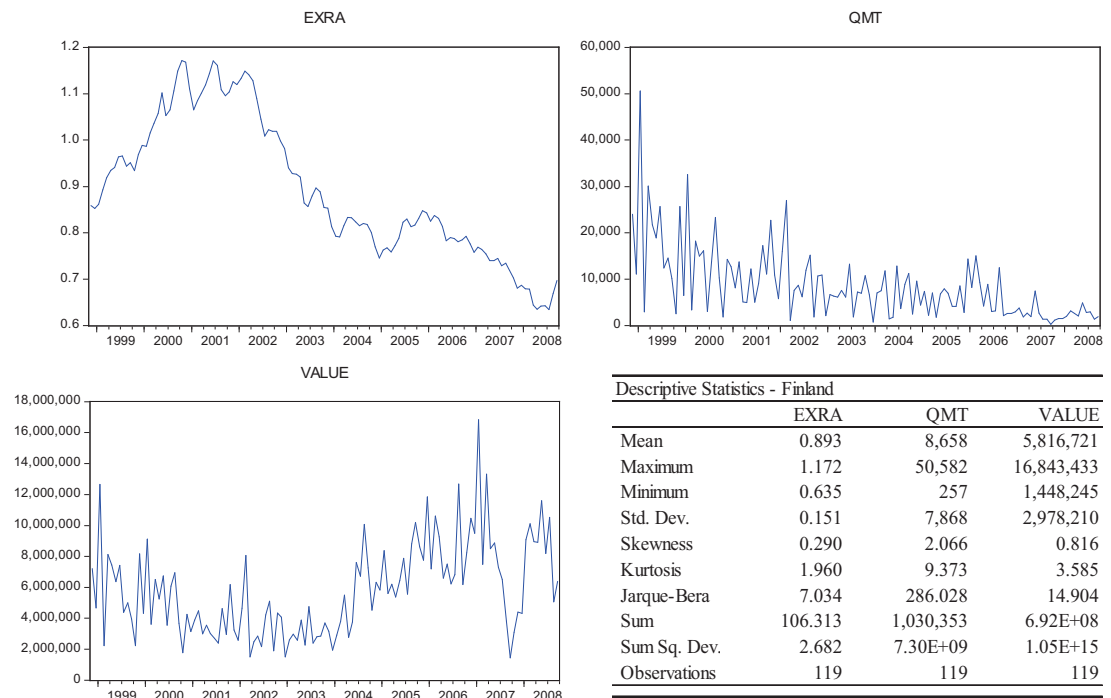 EXRA
1.2
1.1
1.0
0.9
0.8
0.7
0.6
1999 2000 2001 2002 2003 2004 2005 2006 2007 2008
QMT
60,000
50,000
40,000
30,000
20,000
10,000
0
1999 2000 2001 2002 2003 2004 2005 2006 2007 2008
VALUE
18,000,000
16,000,000
14,000,000
12,000,000
10,000,000
8,000,000
6,000,000
4,000,000
2,000,000
0
1999 2000 2001 2002 2003 2004 2005 2006 2007 2008
Descriptive Statistics - Finland
EXRA QMT VALUE
Mean 0.893 8,658 5,816,721
Maximum 1.172 50,582 16,843,433
Minimum 0.635 257 1,448,245
Std. Dev. 0.151 7,868 2,978,210
Skewness 0.290 2.066 0.816
Kurtosis 1.960 9.373 3.585
Jarque-Bera 7.034 286.028 14.904
Sum 106.313 1,030,353 6.92E+08
Sum Sq. Dev. 2.682 7.30E+09 1.05E+15
Observations 119 119 119